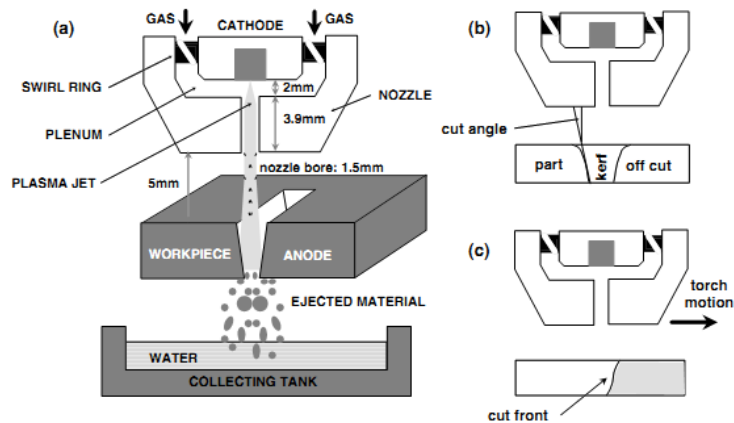 (a)
GAS
CATHODE
GAS
SWIRL RING
2mm
NOZZLE
3.9mm
PLENUM
PLASMA JET
nozzle bore: 1.5mm
5mm
WORKPIECE
ANODE
EJECTED MATERIAL
WATER
COLLECTING TANK
(b)
cut angle
part
kerf
off cut
(c)
torch
motion
cut front